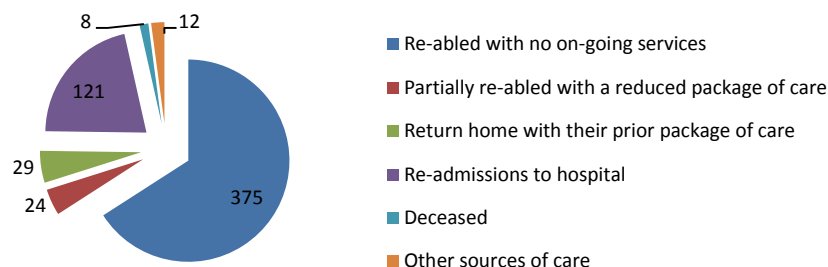 8
12
121
29
24
375
Re-abled with no on-going services
Partially re-abled with a reduced package of care
Return home with their prior package of care
Re-admissions to hospital
Deceased
Other sources of care